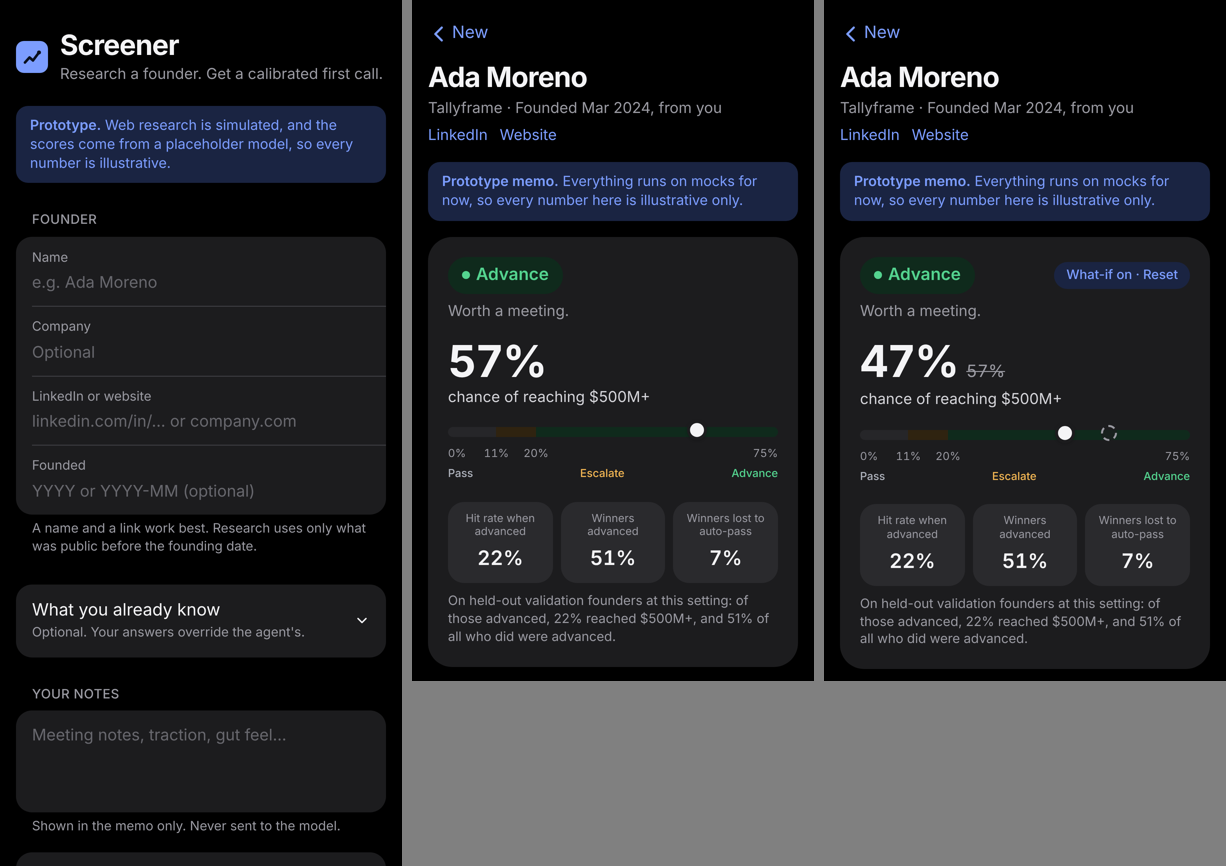 Screener
Research a founder. Get a calibrated first call.
Prototype. Web research is simulated, and the
scores come from a placeholder model, so every
number is illustrative.
FOUNDER
Name
e.g. Ada Moreno
Company
Optional
LinkedIn or website
linkedin.com/in/... or company.com
Founded
YYYY or YYYY-MM (optional)
A name and a link work best. Research uses only what
was public before the founding date.
What you already know
Optional. Your answers override the agent's.
YOUR NOTES
Meeting notes, traction, gut feel...
Shown in the memo only. Never sent to the model.
New
Ada Moreno
Tallyframe · Founded Mar 2024, from you
LinkedIn Website
Prototype memo. Everything runs on mocks for
now, so every number here is illustrative only.
Advance
Worth a meeting.
57%
chance of reaching $500M+
0% 11% 20% 75%
Pass Escalate Advance
Hit rate when
advanced
22%
Winners
advanced
51%
Winners lost to
auto-pass
7%
On held-out validation founders at this setting: of
those advanced, 22% reached $500M+, and 51% of
all who did were advanced.
New
Ada Moreno
Tallyframe · Founded Mar 2024, from you
LinkedIn Website
Prototype memo. Everything runs on mocks for
now, so every number here is illustrative only.
Advance
What-if on · Reset
Worth a meeting.
47% 57%
chance of reaching $500M+
0% 11% 20% 75%
Pass Escalate Advance
Hit rate when
advanced
22%
Winners
advanced
51%
Winners lost to
auto-pass
7%
On held-out validation founders at this setting: of
those advanced, 22% reached $500M+, and 51% of
all who did were advanced.